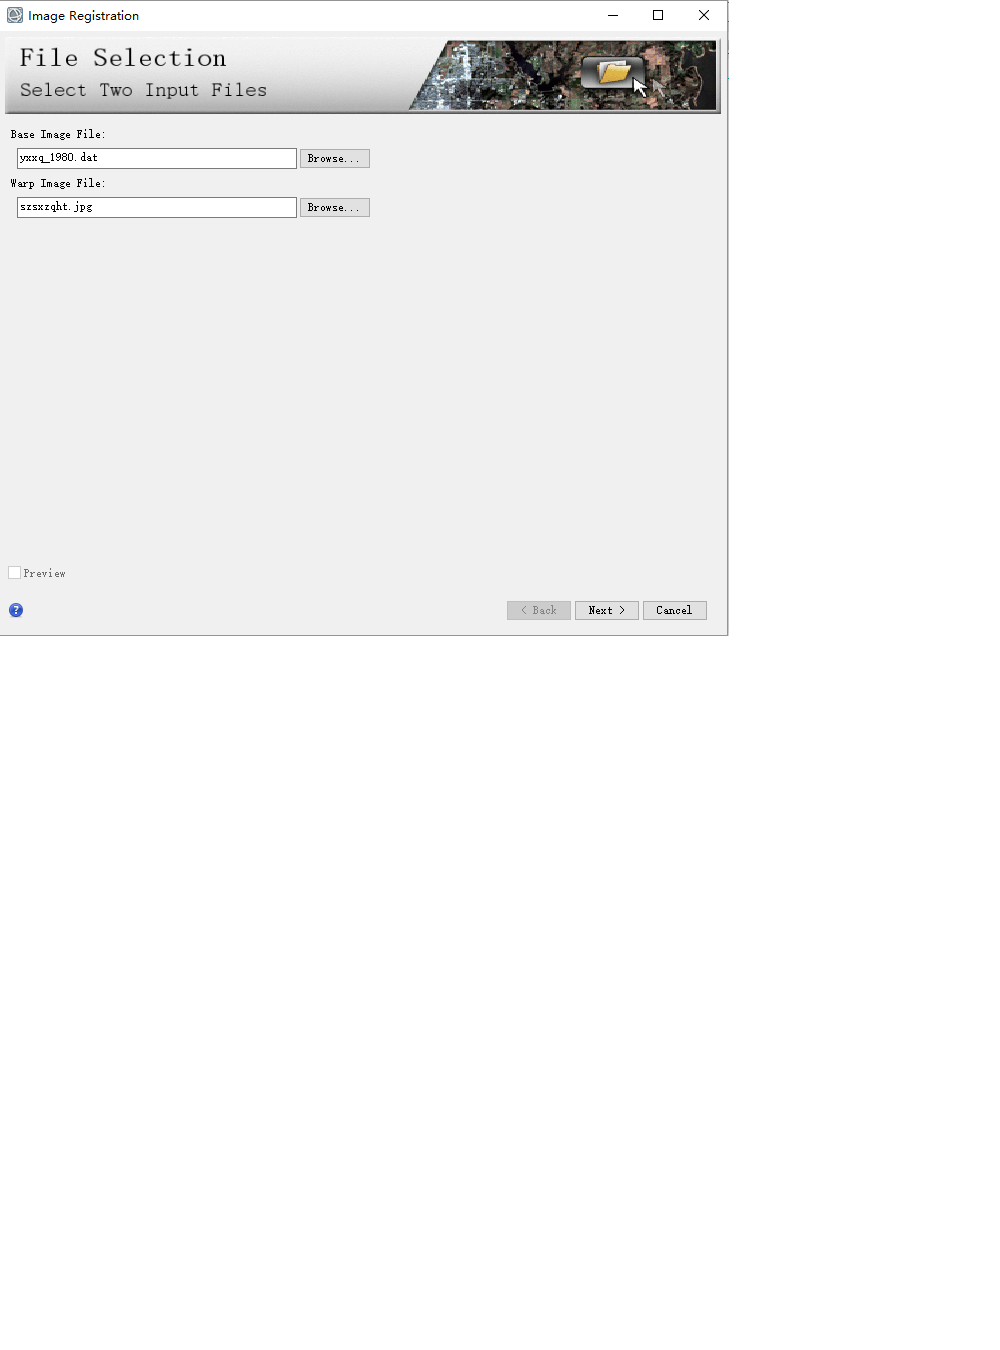 Image Registration
File Selection
Select Two Input Files
Base Image File:
yxxq_1980.dat
Browse...
Warp Image File:
szsxzqht.jpg
Browse...
Preview
?
< Back
Next >
Cancel